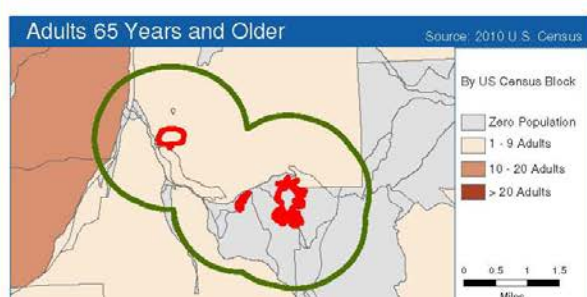 Adults 65 Years and Older
Source: 2010 U.S. Census
By US Census Block
Zero Population
1 - 9 Adults
10 - 20 Adults
> 20 Adults
0 0.5 1 1.5
Miles